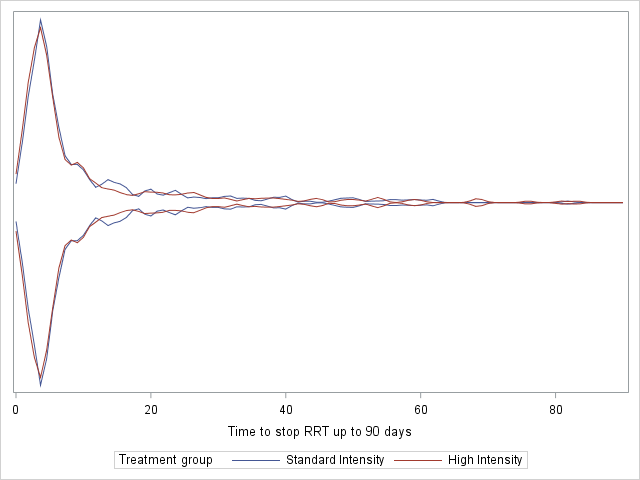 0 20 40 60 80
Time to stop RRT up to 90 days
Treatment group Standard Intensity High Intensity